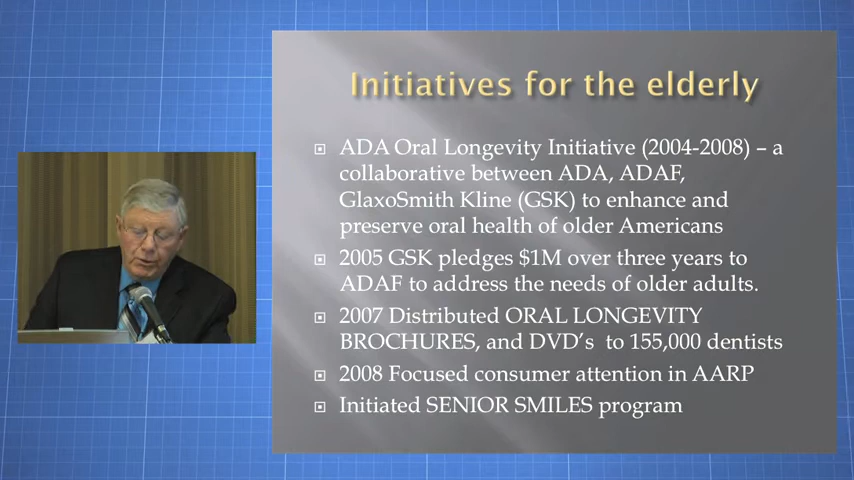 Initiatives for the elderly
ADA Oral Longevity Initiative (2004-2008) – a
collaborative between ADA, ADAF,
GlaxoSmith Kline (GSK) to enhance and
preserve oral health of older Americans
2005 GSK pledges $1M over three years to
ADAF to address the needs of older adults.
2007 Distributed ORAL LONGEVITY
BROCHURES, and DVD's to 155,000 dentists
2008 Focused consumer attention in AARP
Initiated SENIOR SMILES program